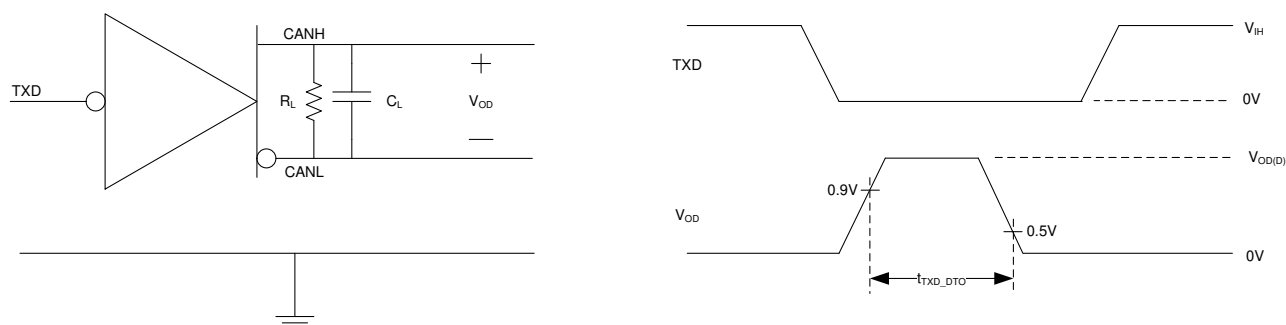 CANH
TXD
R_L
C_L
+
V_OD
—
CANL
TXD
V_IH
0V
V_OD(D)
0.9V
V_OD
0.5V
0V
t_TXD_DTO